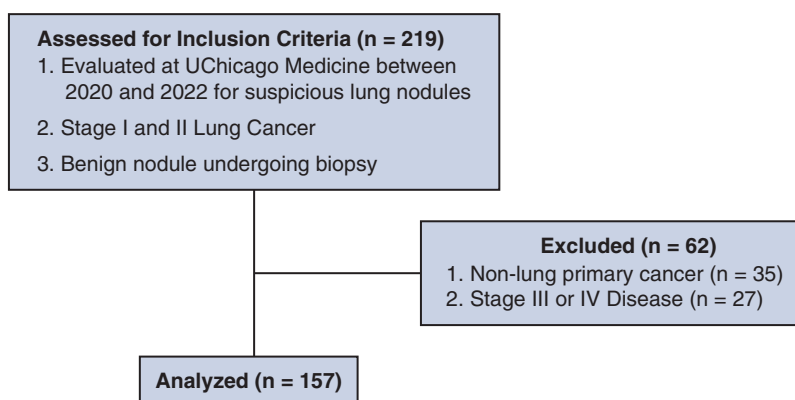 Assessed for Inclusion Criteria (n = 219)
1. Evaluated at UChicago Medicine between
2020 and 2022 for suspicious lung nodules
2. Stage I and II Lung Cancer
3. Benign nodule undergoing biopsy
Excluded (n = 62)
1. Non-lung primary cancer (n = 35)
2. Stage III or IV Disease (n = 27)
Analyzed (n = 157)